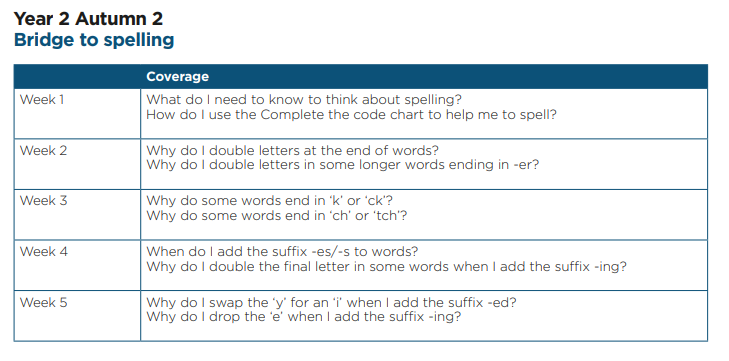 Year 2 Autumn 2
Bridge to spelling
Coverage
Week 1
What do I need to know to think about spelling?
How do I use the Complete the code chart to help me to spell?
Week 2
Why do I double letters at the end of words?
Why do I double letters in some longer words ending in -er?
Week 3
Why do some words end in ‘k’ or ‘ck’?
Why do some words end in ‘ch’ or ‘tch’?
Week 4
When do I add the suffix -es/-s to words?
Why do I double the final letter in some words when I add the suffix -ing?
Week 5
Why do I swap the ‘y’ for an ‘i’ when I add the suffix -ed?
Why do I drop the ‘e’ when I add the suffix -ing?